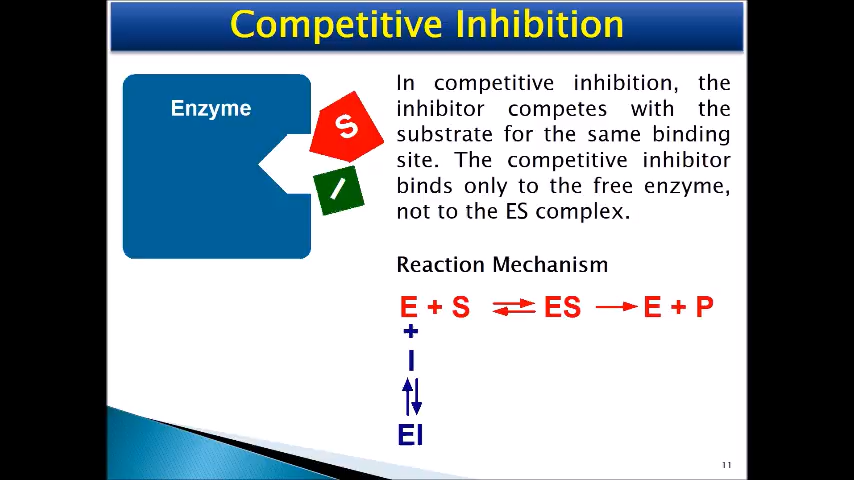 Competitive Inhibition
Enzyme
S
I
In competitive inhibition, the
inhibitor competes with the
substrate for the same binding
site. The competitive inhibitor
binds only to the free enzyme,
not to the ES complex.
Reaction Mechanism
E + S ⇌ ES → E + P
+
I
⇅
EI
11